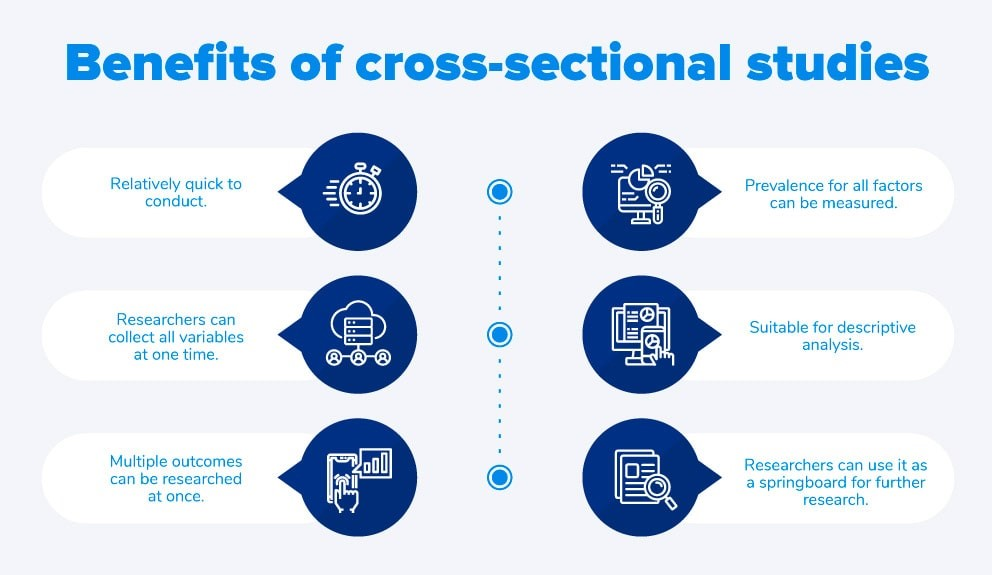 Benefits of cross-sectional studies
Relatively quick to
conduct.
Prevalence for all factors
can be measured.
Researchers can
collect all variables
at one time.
Suitable for descriptive
analysis.
Multiple outcomes
can be researched
at once.
Researchers can use it as
a springboard for further
research.